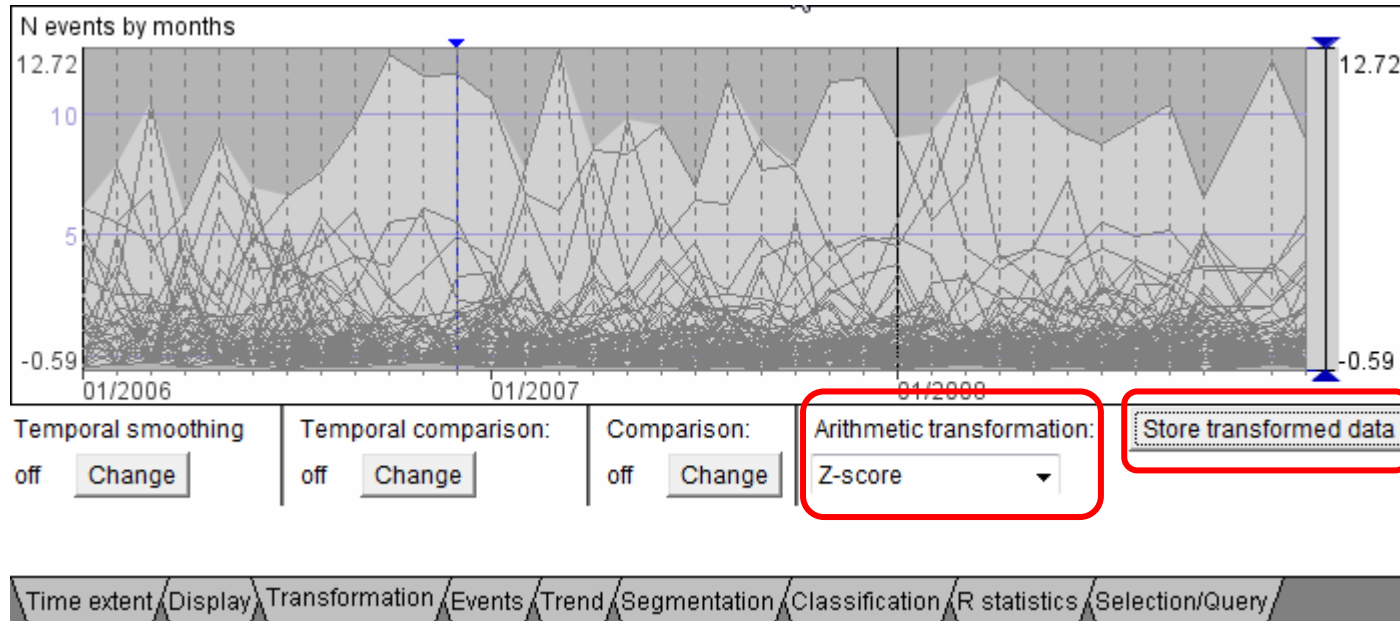 N events by months
12.72
12.72
10
5
-0.59
-0.59
01/2006 01/2007 01/2008
Temporal smoothing Temporal comparison: Comparison: Arithmetic transformation: Store transformed data
off Change off Change off Change Z-score
Time extent Display Transformation Events Trend Segmentation Classification R statistics Selection/Query